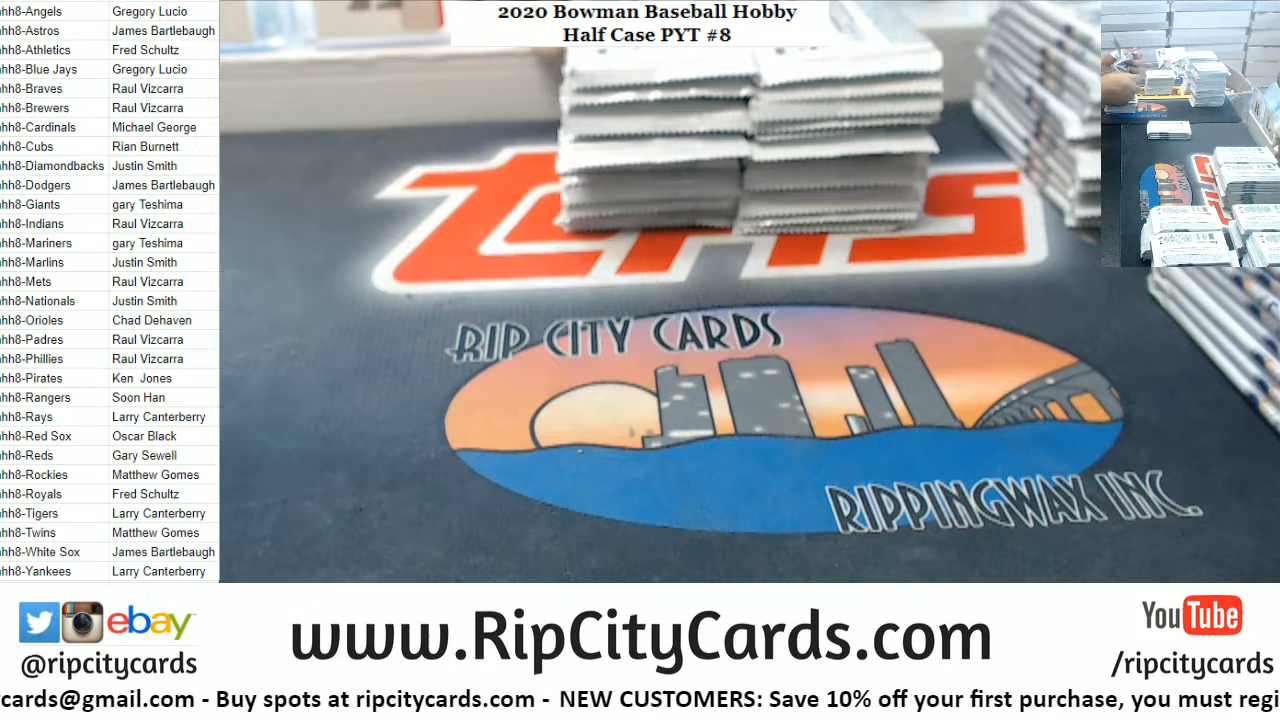 2020 Bowman Baseball Hobby
Half Case PYT #8
hh8-Angels Gregory Lucio
hh8-Astros James Bartlebaugh
hh8-Athletics Fred Schultz
hh8-Blue Jays Gregory Lucio
hh8-Braves Raul Vizcarra
hh8-Brewers Raul Vizcarra
hh8-Cardinals Michael George
hh8-Cubs Rian Burnett
hh8-Diamondbacks Justin Smith
hh8-Dodgers James Bartlebaugh
hh8-Giants gary Teshima
hh8-Indians Raul Vizcarra
hh8-Mariners gary Teshima
hh8-Marlins Justin Smith
hh8-Mets Raul Vizcarra
hh8-Nationals Justin Smith
hh8-Orioles Chad Dehaven
hh8-Padres Raul Vizcarra
hh8-Phillies Raul Vizcarra
hh8-Pirates Ken Jones
hh8-Rangers Soon Han
hh8-Rays Larry Canterberry
hh8-Red Sox Oscar Black
hh8-Reds Gary Sewell
hh8-Rockies Matthew Gomes
hh8-Royals Fred Schultz
hh8-Tigers Larry Canterberry
hh8-Twins Matthew Gomes
hh8-White Sox James Bartlebaugh
hh8-Yankees Larry Canterberry
RIP CITY CARDS
RIPPINGWAX INC.
ebay
@ripcitycards
www.RipCityCards.com
YouTube
/ripcitycards
cards@gmail.com - Buy spots at ripcitycards.com - NEW CUSTOMERS: Save 10% off your first purchase, you must regi